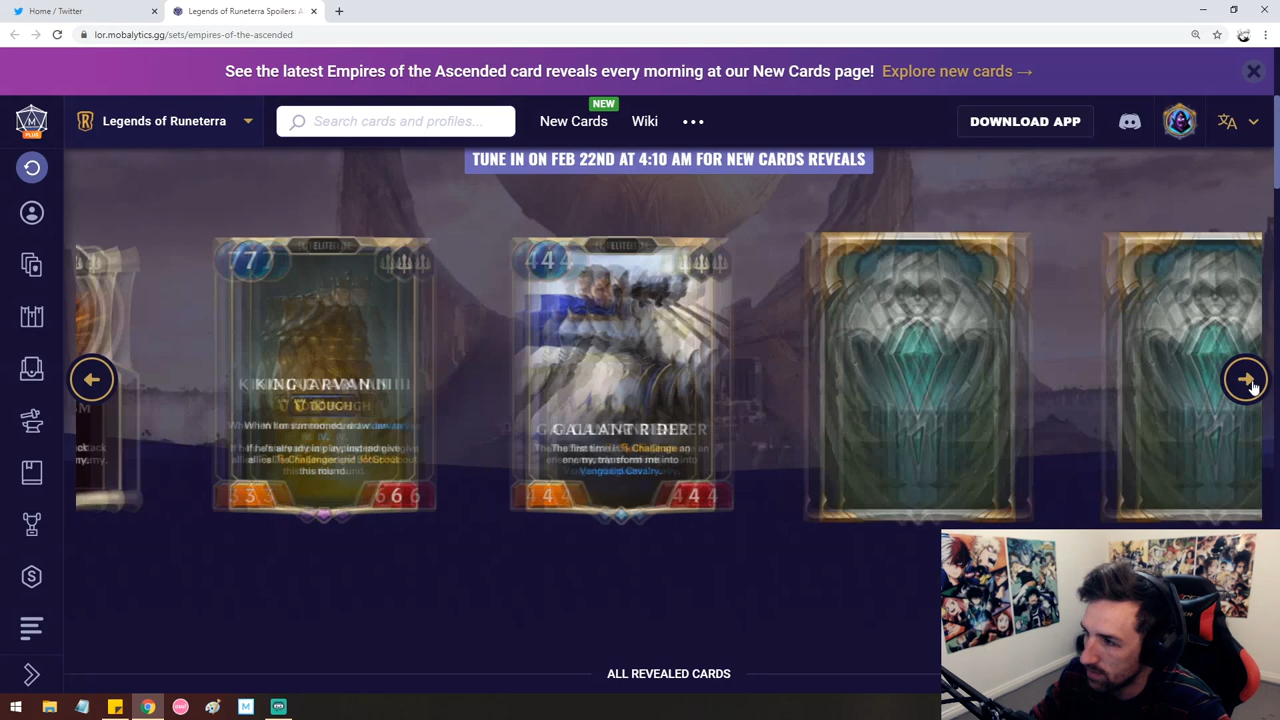 Home / Twitter
Legends of Runeterra Spoilers: A
lor.mobalytics.gg/sets/empires-of-the-ascended
See the latest Empires of the Ascended card reveals every morning at our New Cards page! Explore new cards →
NEW
M
PLUS
Legends of Runeterra
Search cards and profiles...
New Cards
Wiki
DOWNLOAD APP
TUNE IN ON FEB 22ND AT 4:10 AM FOR NEW CARDS REVEALS
ELITE
ELITE
7
4
TOUGH
GALLANT RIDER
The first time I Challenge an
enemy, transform me into
Vanguard Cavalry.
3
6
4
4
ALL REVEALED CARDS